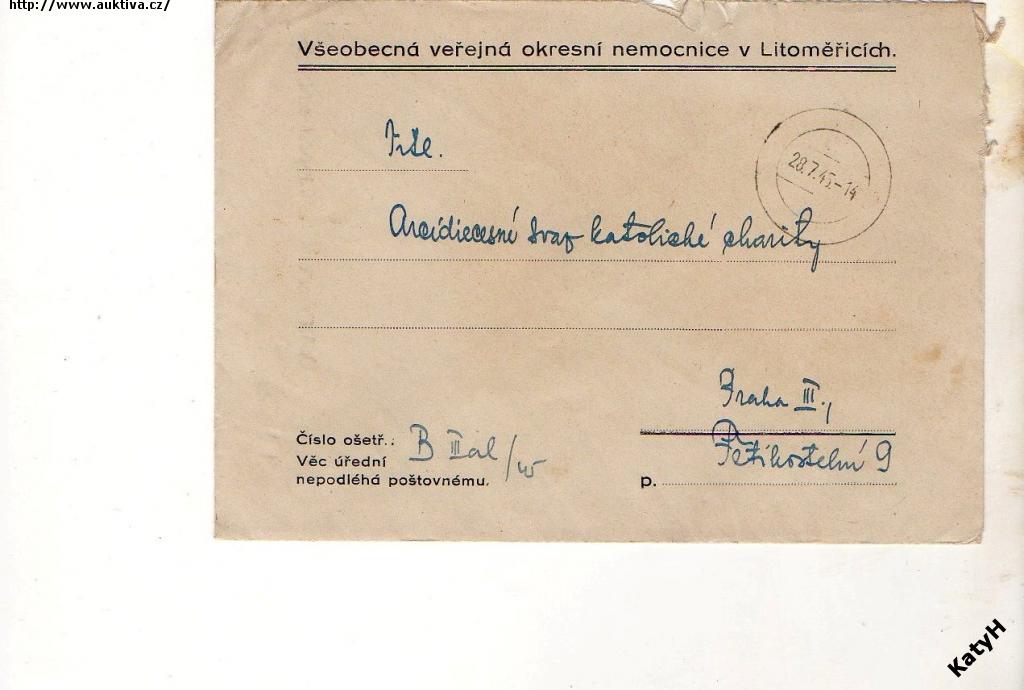 http://www.auktiva.cz/
Všeobecná veřejná okresní nemocnice v Litoměřicích.
28.7.45-14
Arcidiecesní svaz katolické charity
Praha III.,
Číslo ošetř.: B
Pětikostelní 9
Věc úřední
nepodléhá poštovnému.
p.
KatyH